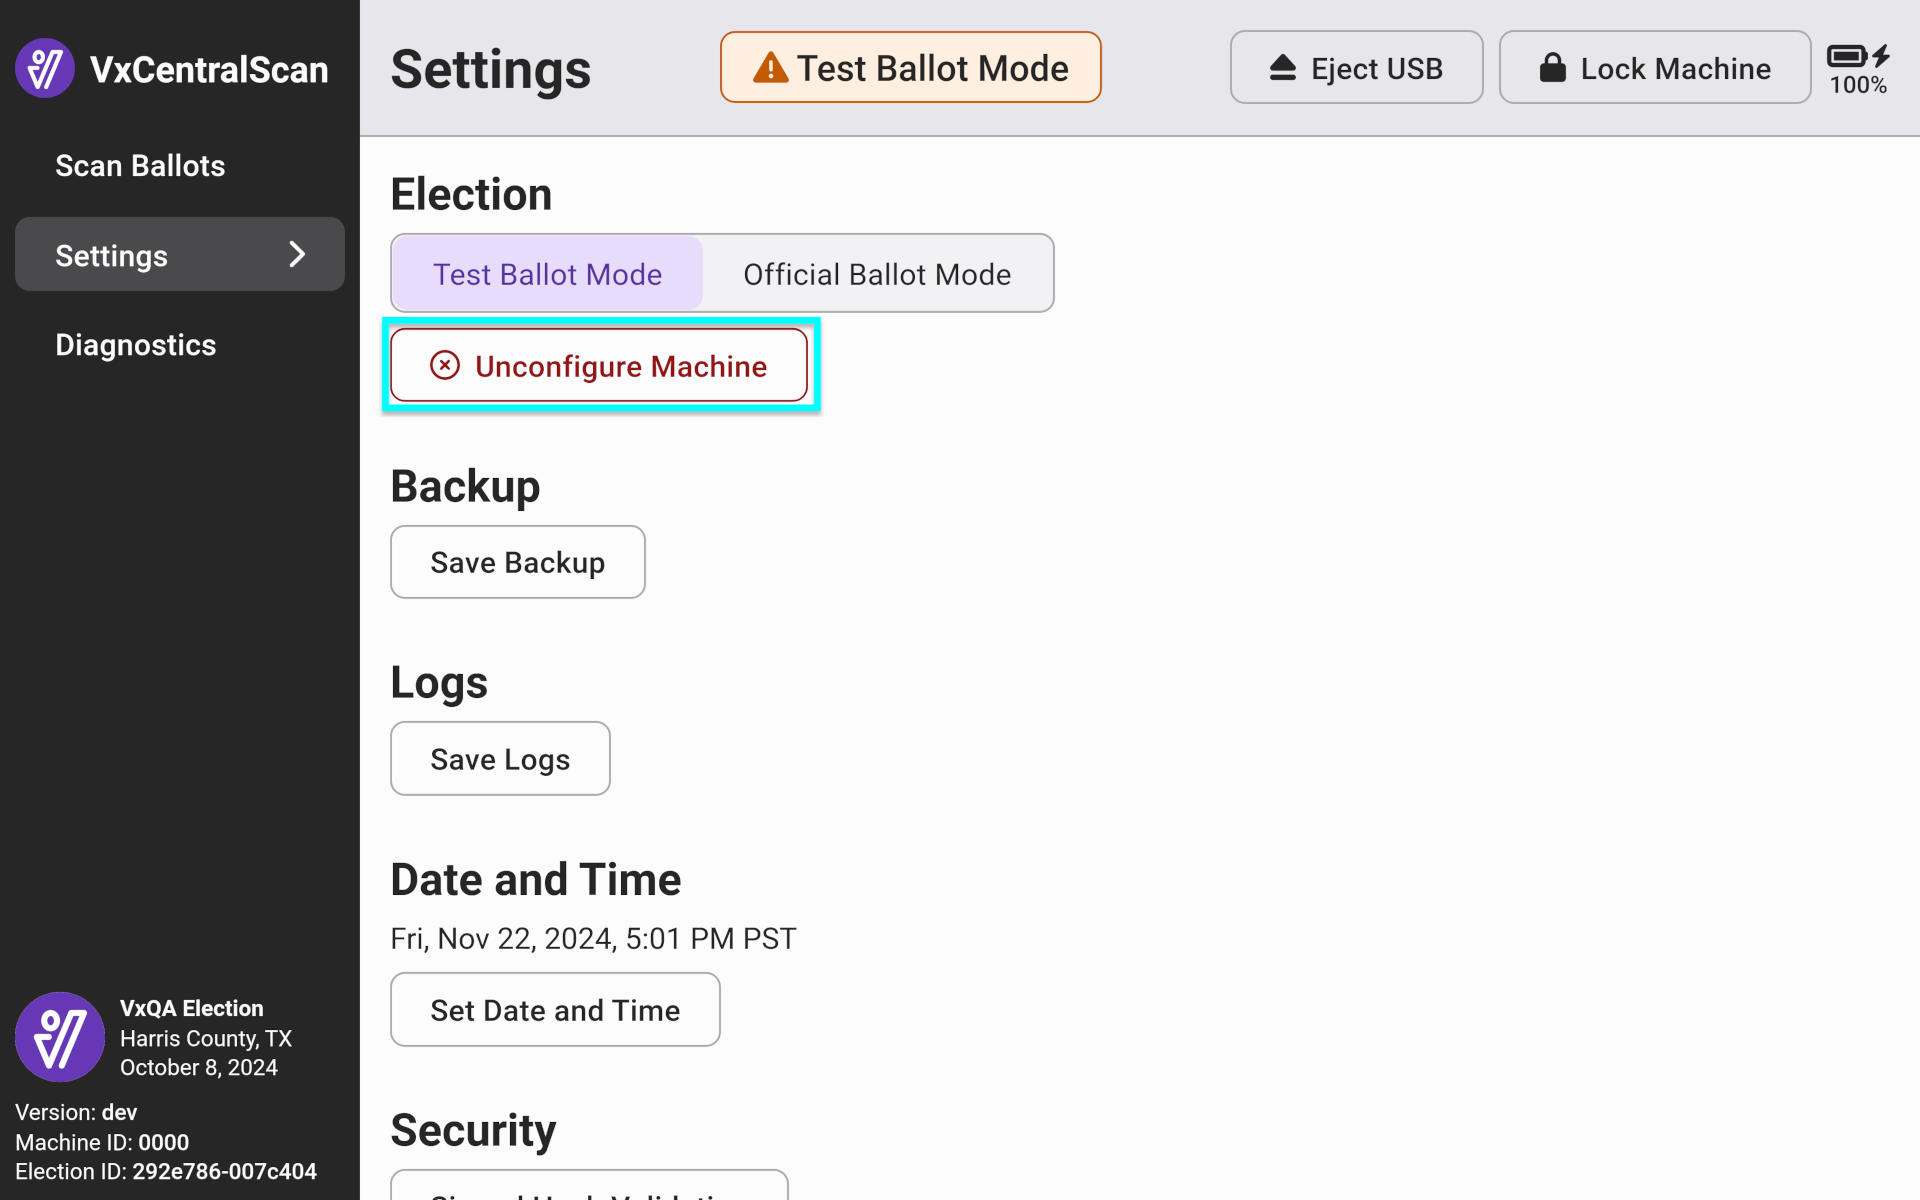 VxCentralScan
Scan Ballots
Settings
Diagnostics
VxQA Election
Harris County, TX
October 8, 2024
Version: dev
Machine ID: 0000
Election ID: 292e786-007c404
Settings
Test Ballot Mode
Eject USB
Lock Machine
100%
Election
Test Ballot Mode
Official Ballot Mode
Unconfigure Machine
Backup
Save Backup
Logs
Save Logs
Date and Time
Fri, Nov 22, 2024, 5:01 PM PST
Set Date and Time
Security